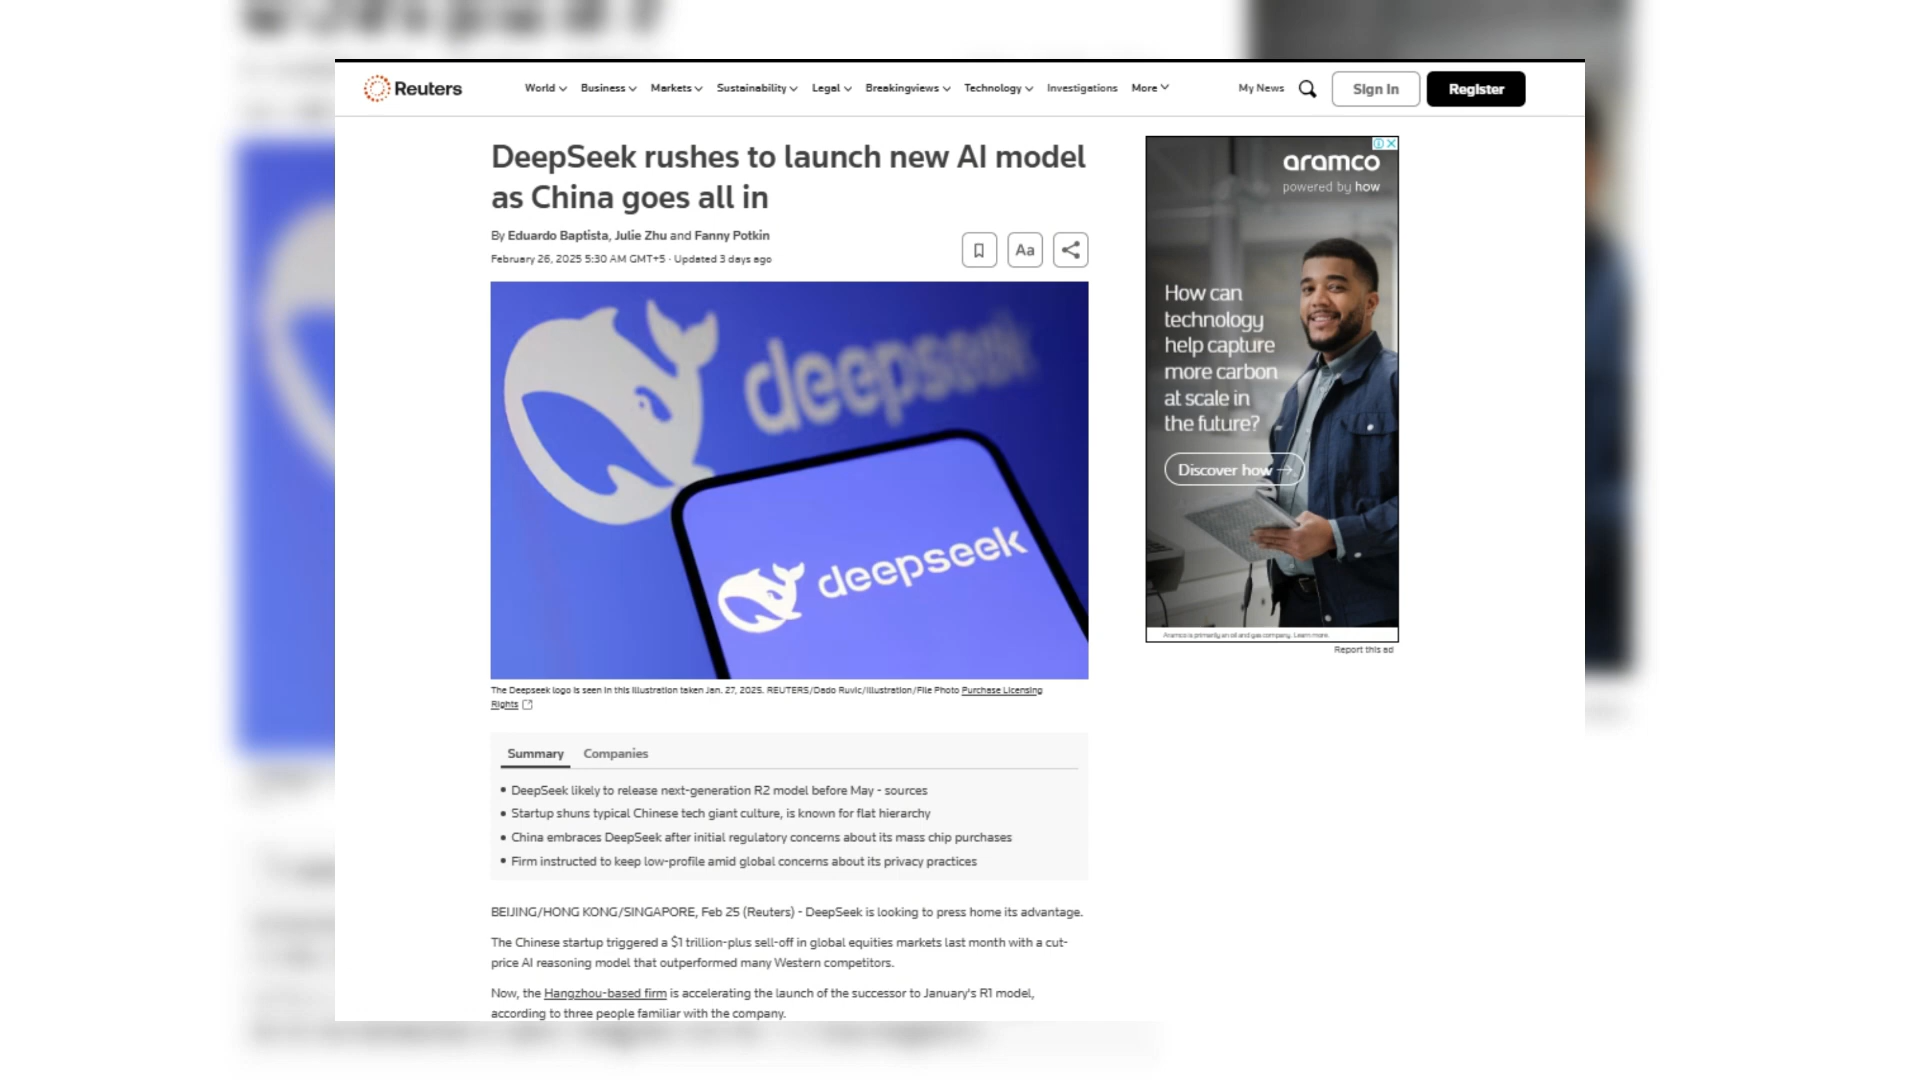 Reuters
World
Business
Markets
Sustainability
Legal
Breakingviews
Technology
Investigations
More
My News
Sign In
Register
DeepSeek rushes to launch new AI model
as China goes all in
By Eduardo Baptista, Julie Zhu and Fanny Potkin
February 26, 2025 5:30 AM GMT+5 · Updated 3 days ago
Aa
deepseek
deepseek
The Deepseek logo is seen in this illustration taken Jan. 27, 2025. REUTERS/Dado Ruvic/Illustration/File Photo Purchase Licensing
Rights
Summary
Companies
DeepSeek likely to release next-generation R2 model before May - sources
Startup shuns typical Chinese tech giant culture, is known for flat hierarchy
China embraces DeepSeek after initial regulatory concerns about its mass chip purchases
Firm instructed to keep low-profile amid global concerns about its privacy practices
BEIJING/HONG KONG/SINGAPORE, Feb 25 (Reuters) - DeepSeek is looking to press home its advantage.
The Chinese startup triggered a $1 trillion-plus sell-off in global equities markets last month with a cut-
price AI reasoning model that outperformed many Western competitors.
Now, the Hangzhou-based firm is accelerating the launch of the successor to January's R1 model,
according to three people familiar with the company.
aramco
powered by how
How can
technology
help capture
more carbon
at scale in
the future?
Discover how →
Aramco is primarily an oil and gas company. Learn more.
Report this ad